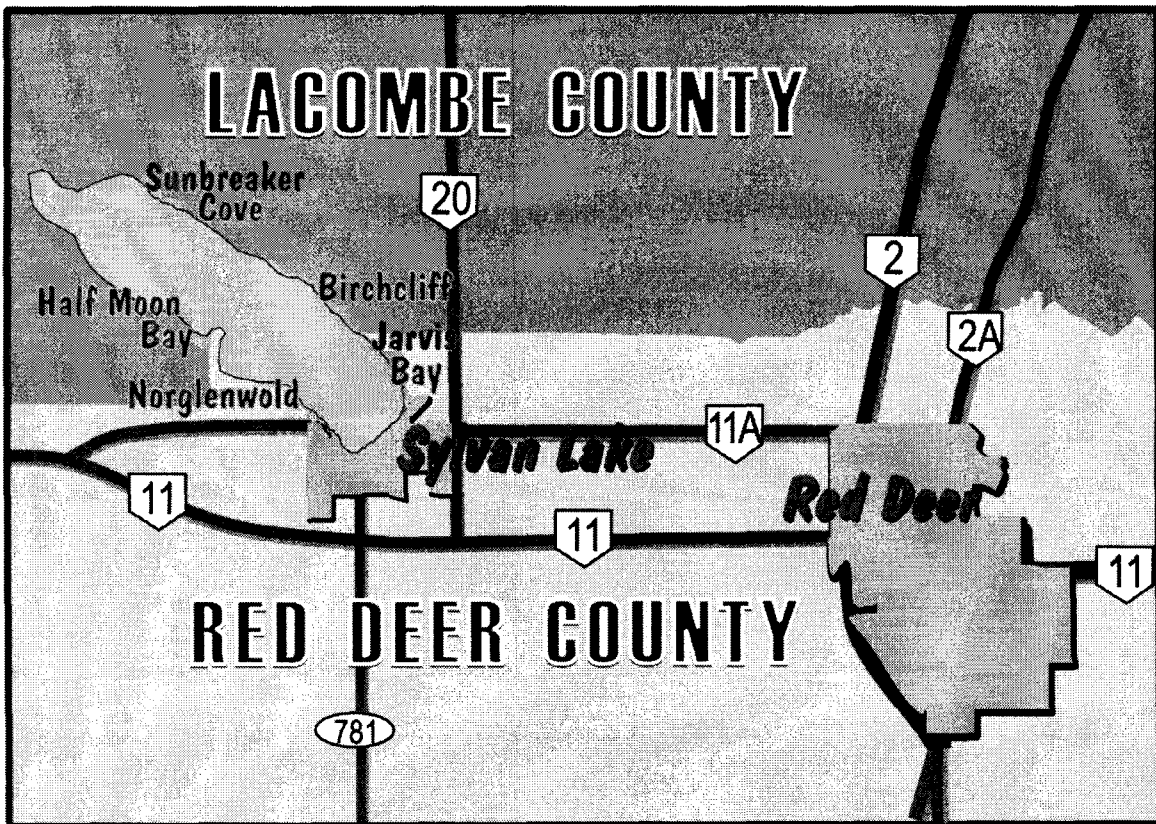 LACOMBE COUNTY
Sunbreaker
Cove
20
2
Birchcliff
Half Moon
Bay
Jarvis
Bay
2A
Norglenwold
11A
Sylvan Lake
Red Deer
11
11
11
RED DEER COUNTY
781